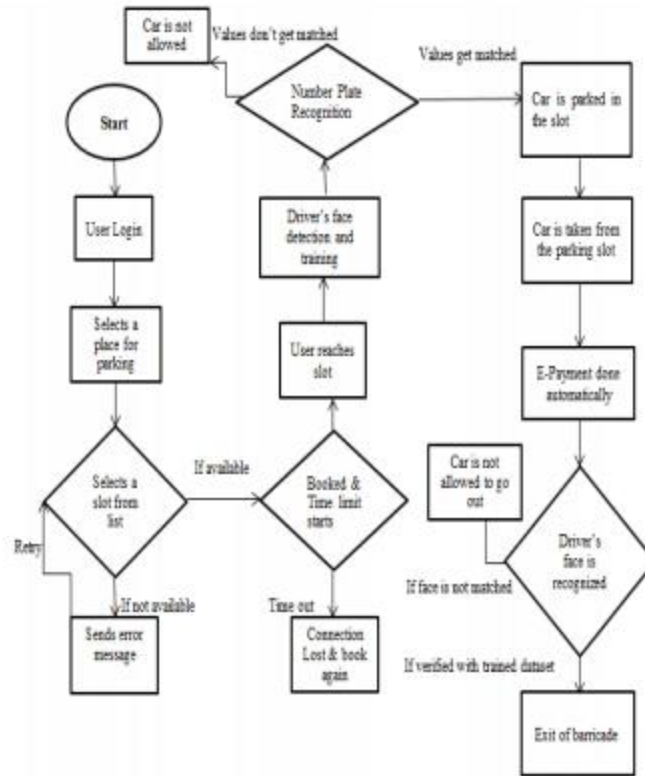 Start
User Login
Selects a
place for
parking
Selects a
slot from
list
Retry
If not available
Sends error
message
If available
Booked &
Time limit
starts
Time out
Connection
Lost & book
again
User reaches
slot
Driver's face
detection and
training
Number Plate
Recognition
Values don't get matched
Car is not
allowed
Values get matched
Car is parked in
the slot
Car is taken from
the parking slot
E-Payment done
automatically
Driver's
face is
recognized
Car is not
allowed to go
out
If face is not matched
If verified with trained dataset
Exit of barricade